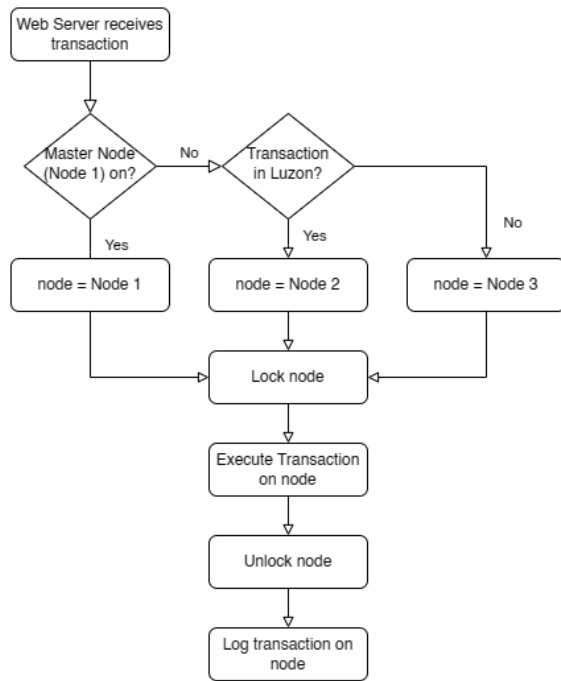 Web Server receives
transaction
Master Node
(Node 1) on?
No
Transaction
in Luzon?
Yes
Yes
No
node = Node 1
node = Node 2
node = Node 3
Lock node
Execute Transaction
on node
Unlock node
Log transaction on
node